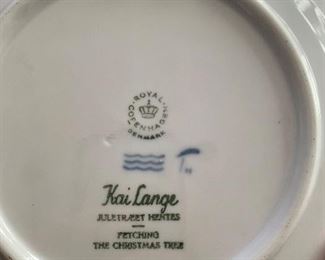 ROYAL COPENHAGEN
DENMARK
Kai Lange
JULETRÆET HENTES
FETCHING
THE CHRISTMAS TREE